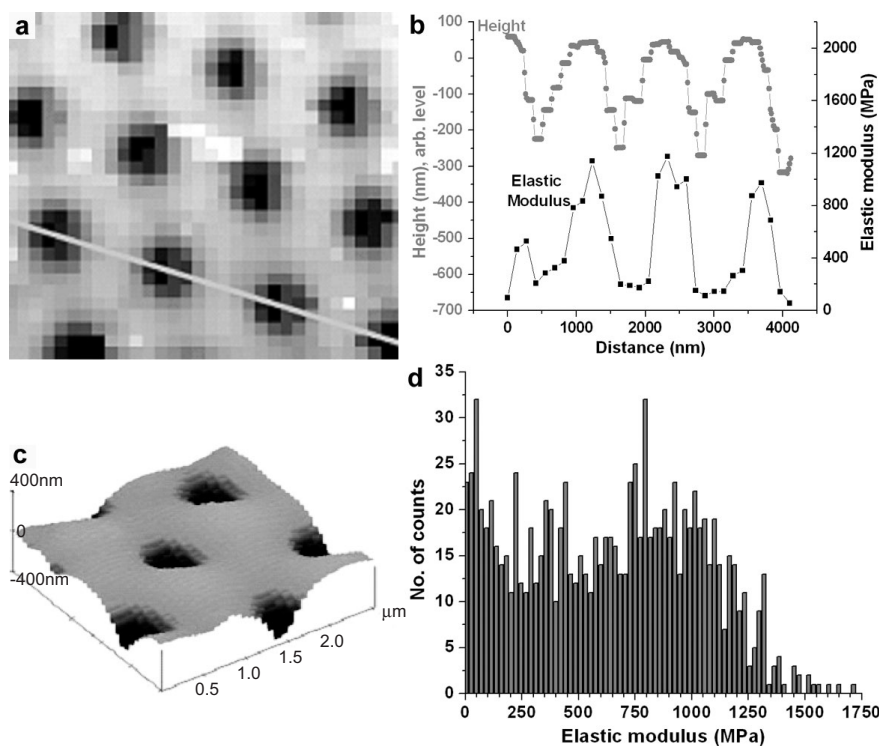 a
b
Height
Height (nm), arb. level
100
0
-100
-200
-300
-400
-500
-600
-700
Elastic
Modulus
2000
1600
1200
800
400
0
Elastic modulus (MPa)
0
1000
2000
3000
4000
Distance (nm)
c
400nm
0
-400nm
0.5
1.0
1.5
2.0
μm
d
No. of counts
35
30
25
20
15
10
5
0
0
250
500
750
1000
1250
1500
1750
Elastic modulus (MPa)